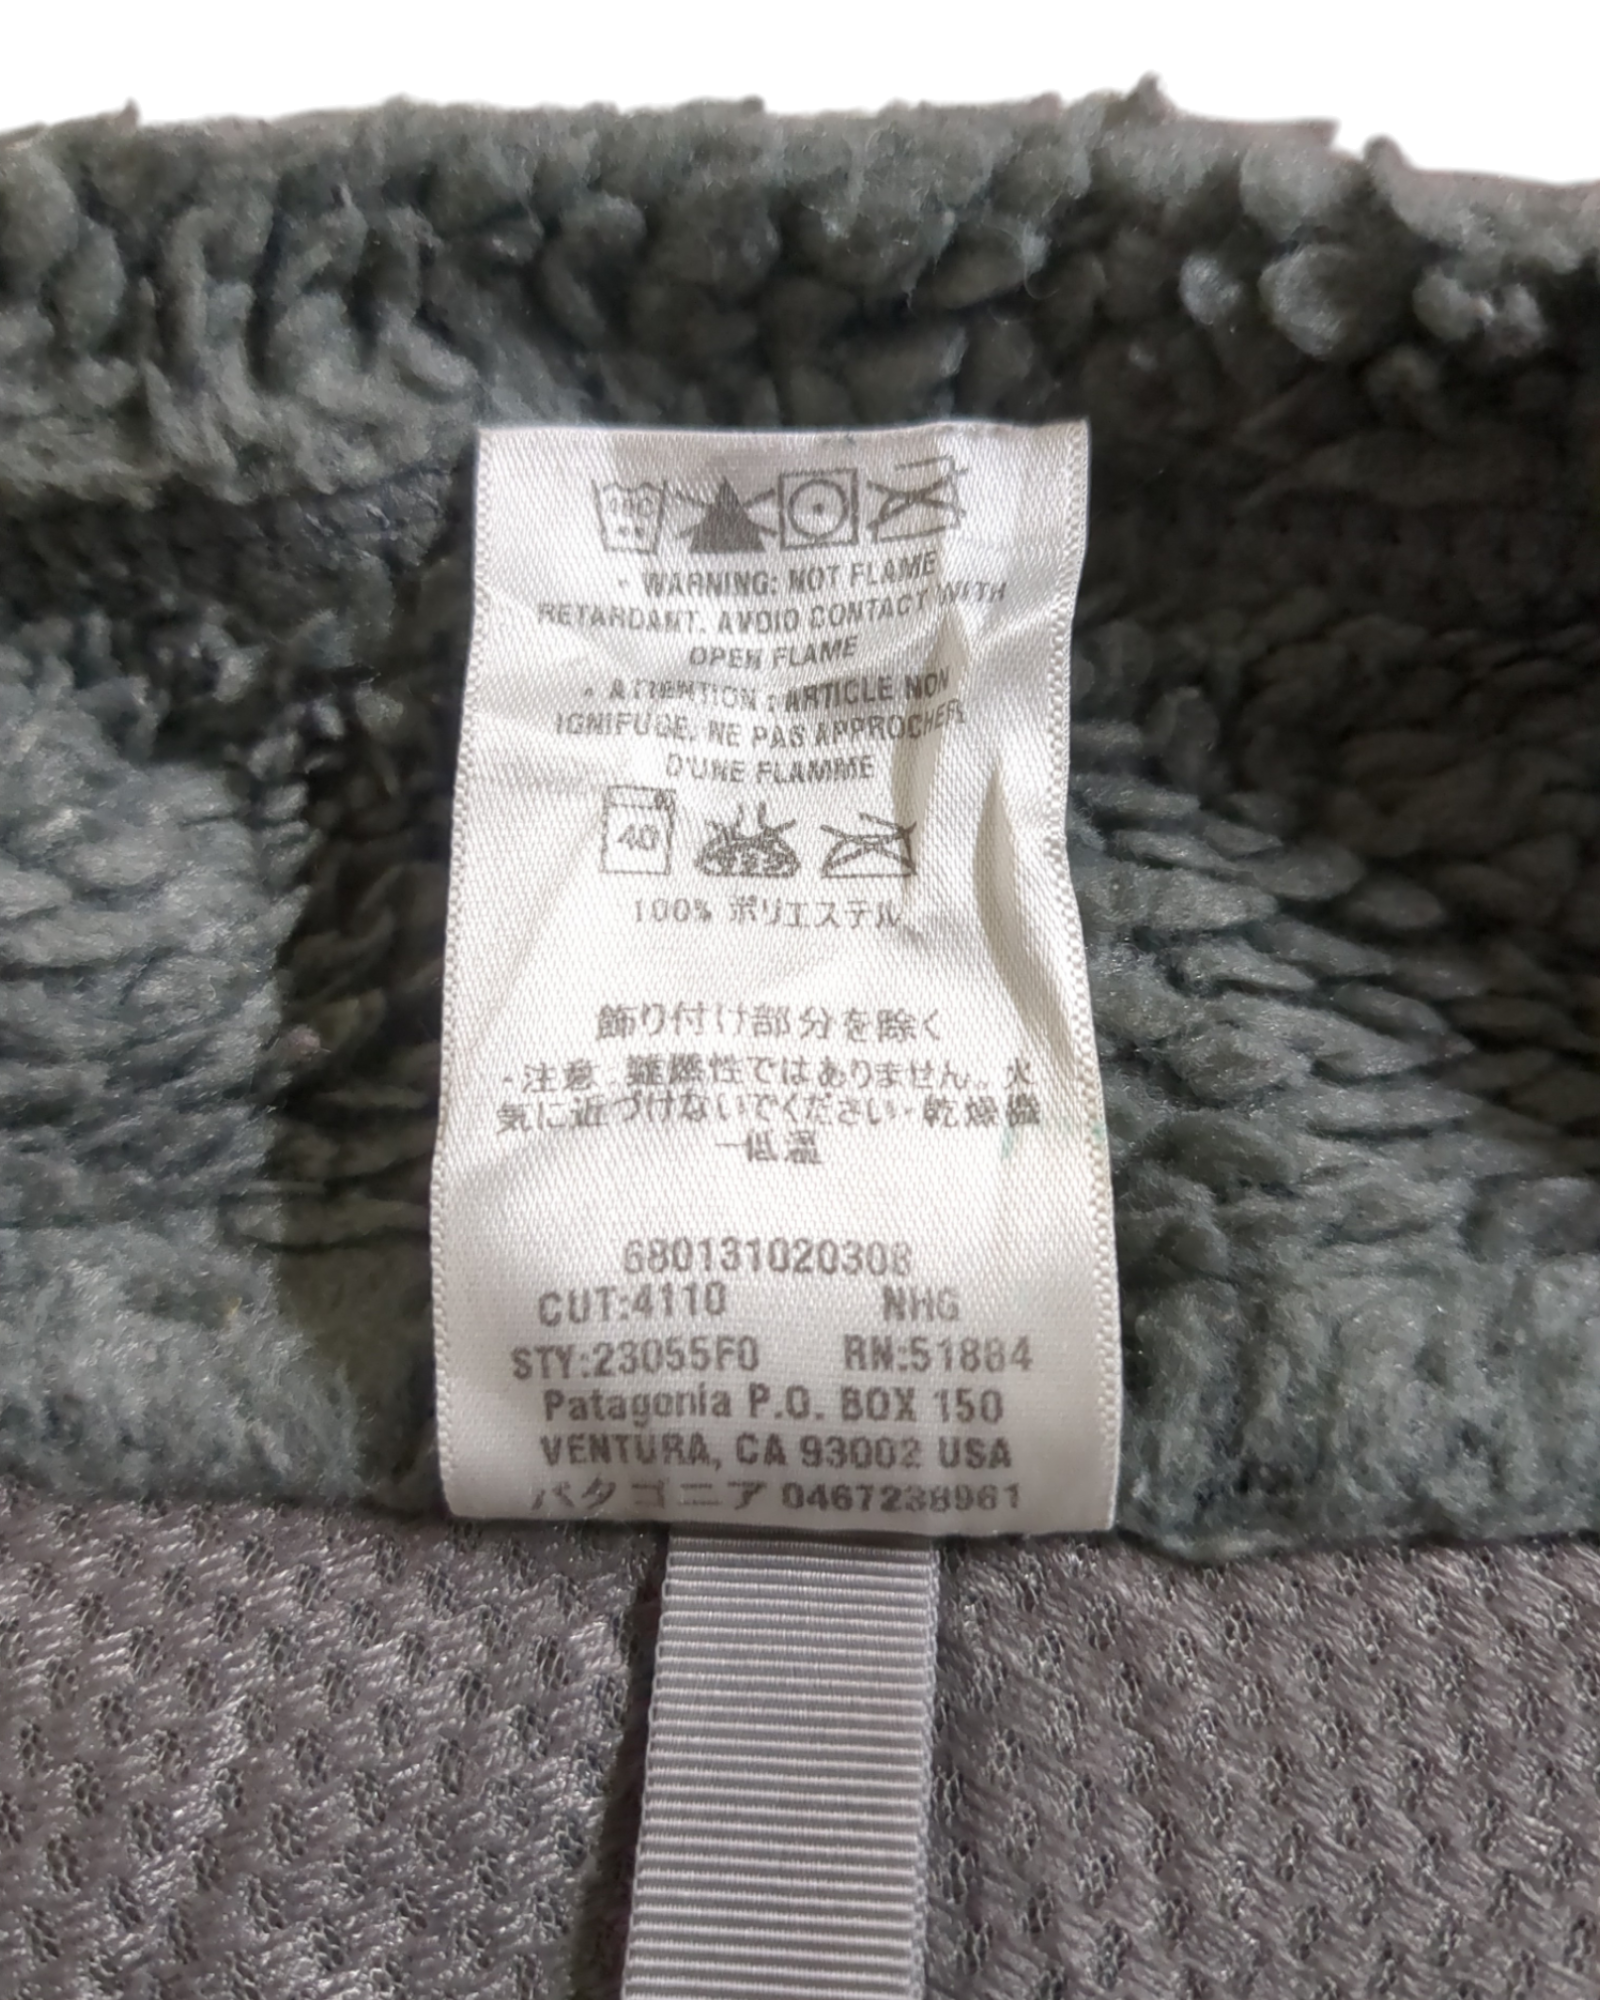 • WARNING: NOT FLAME
RETARDANT. AVOID CONTACT WITH
OPEN FLAME
• ATTENTION : ARTICLE NON
IGNIFUGE. NE PAS APPROCHER
D'UNE FLAMME
40
100% ポリエステル
飾り付け部分を除く
・注意 難燃性ではありません。火
気に近づけないでください・乾燥機
一低温
680131020308
CUT:4110 NHG
STY:23055F0 RN:51884
Patagonia P.O. BOX 150
VENTURA, CA 93002 USA
パタゴニア 0467238961